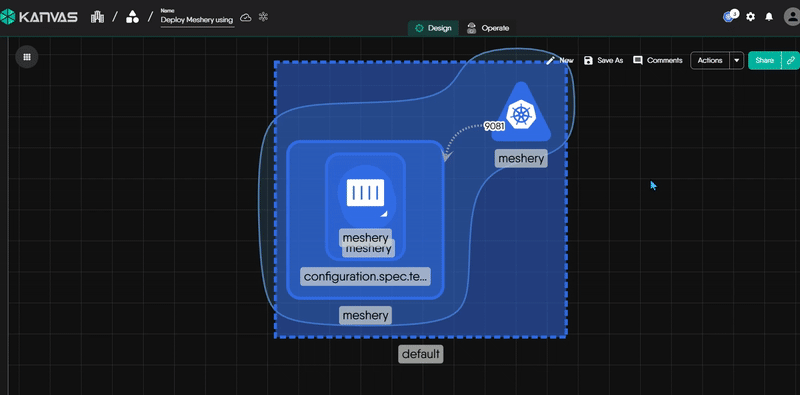 KANVAS
Name
Deploy Meshery using
3
Design
Operate
New
Save As
Comments
Actions
Share
9081
meshery
meshery
meshery
configuration.spec.te...
meshery
default